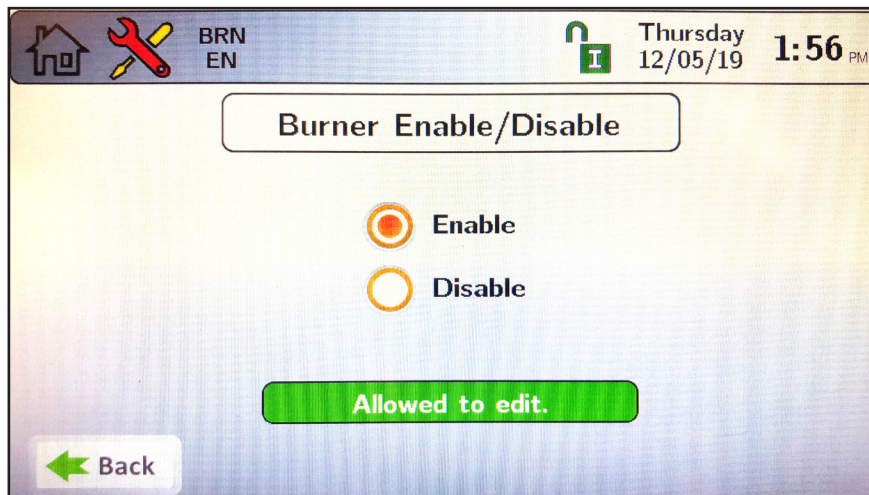 BRN
EN
I
Thursday
12/05/19
1:56 PM
Burner Enable/Disable
Enable
Disable
Allowed to edit.
Back